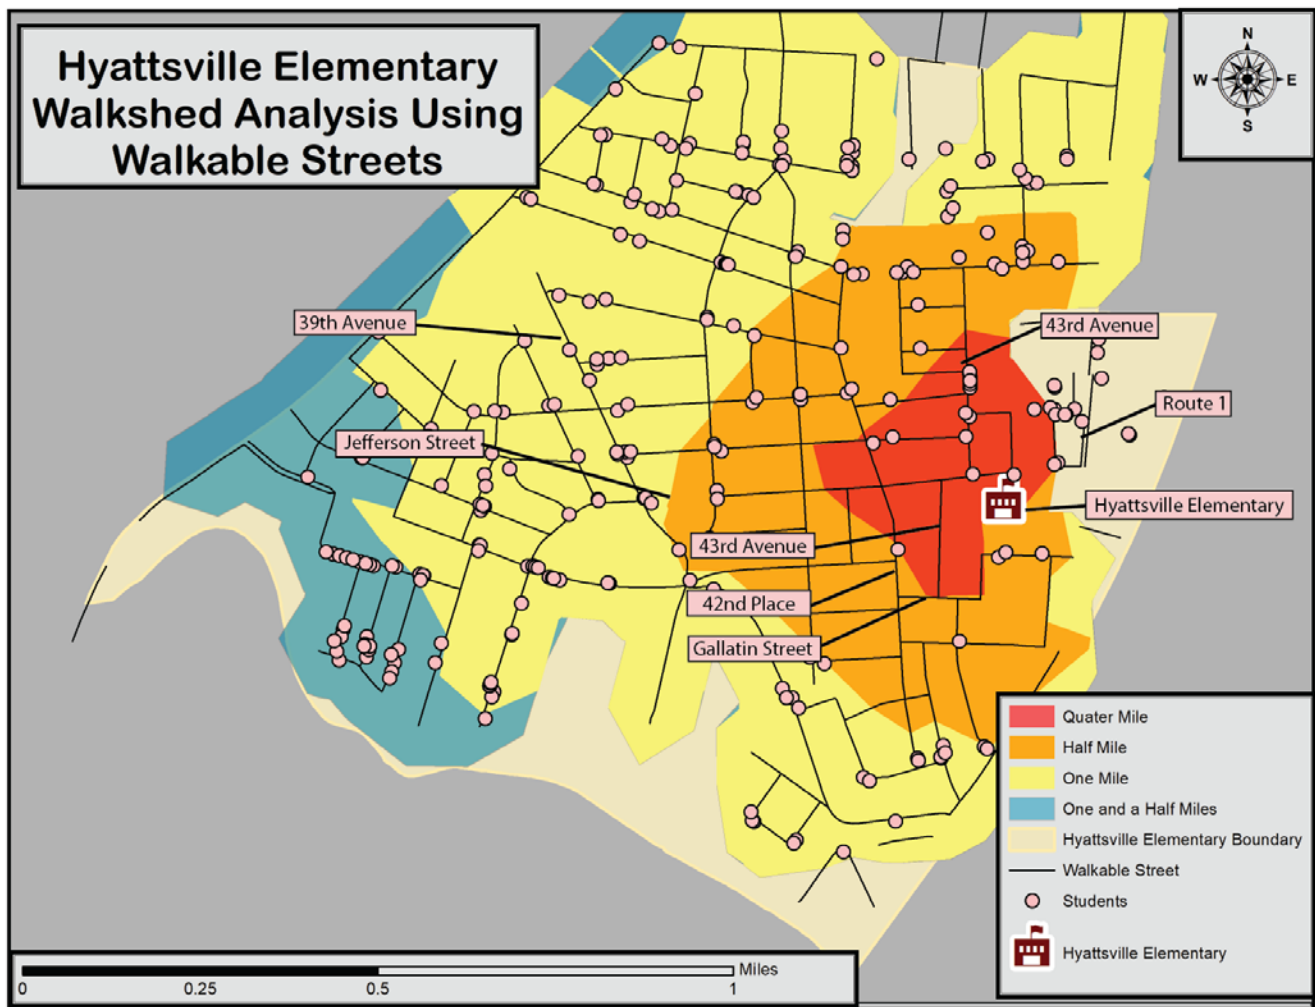 Hyattsville Elementary
Walkshed Analysis Using
Walkable Streets
N
W E
S
39th Avenue
43rd Avenue
Route 1
Jefferson Street
Hyattsville Elementary
43rd Avenue
42nd Place
Gallatin Street
Quater Mile
Half Mile
One Mile
One and a Half Miles
Hyattsville Elementary Boundary
Walkable Street
Students
Hyattsville Elementary
Miles
0 0.25 0.5 1